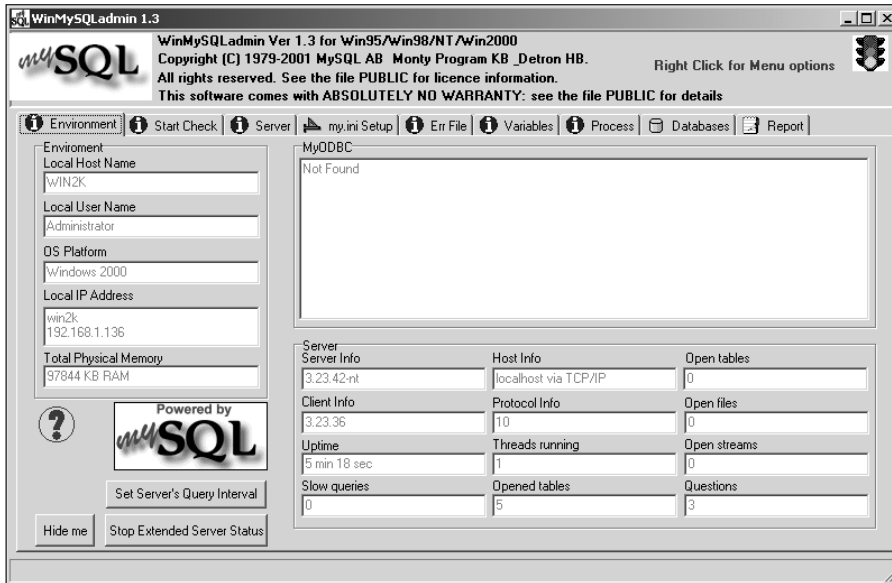 WinMySQLadmin 1.3
mySQL
WinMySQLadmin Ver 1.3 for Win95/Win98/NT/Win2000
Copyright (C) 1979-2001 MySQL AB Monty Program KB _Detron HB.
All rights reserved. See the file PUBLIC for licence information.
This software comes with ABSOLUTELY NO WARRANTY: see the file PUBLIC for details
Right Click for Menu options
Environment Start Check Server my.ini Setup Err File Variables Process Databases Report
Enviroment
Local Host Name
WIN2K
Local User Name
Administrator
OS Platform
Windows 2000
Local IP Address
win2k
192.168.1.136
Total Physical Memory
97844 KB RAM
?
Powered by
mySQL
Set Server's Query Interval
Hide me Stop Extended Server Status
MyODBC
Not Found
Server
Server Info Host Info Open tables
3.23.42-nt localhost via TCP/IP 0
Client Info Protocol Info Open files
3.23.36 10 0
Uptime Threads running Open streams
5 min 18 sec 1 0
Slow queries Opened tables Questions
0 5 3